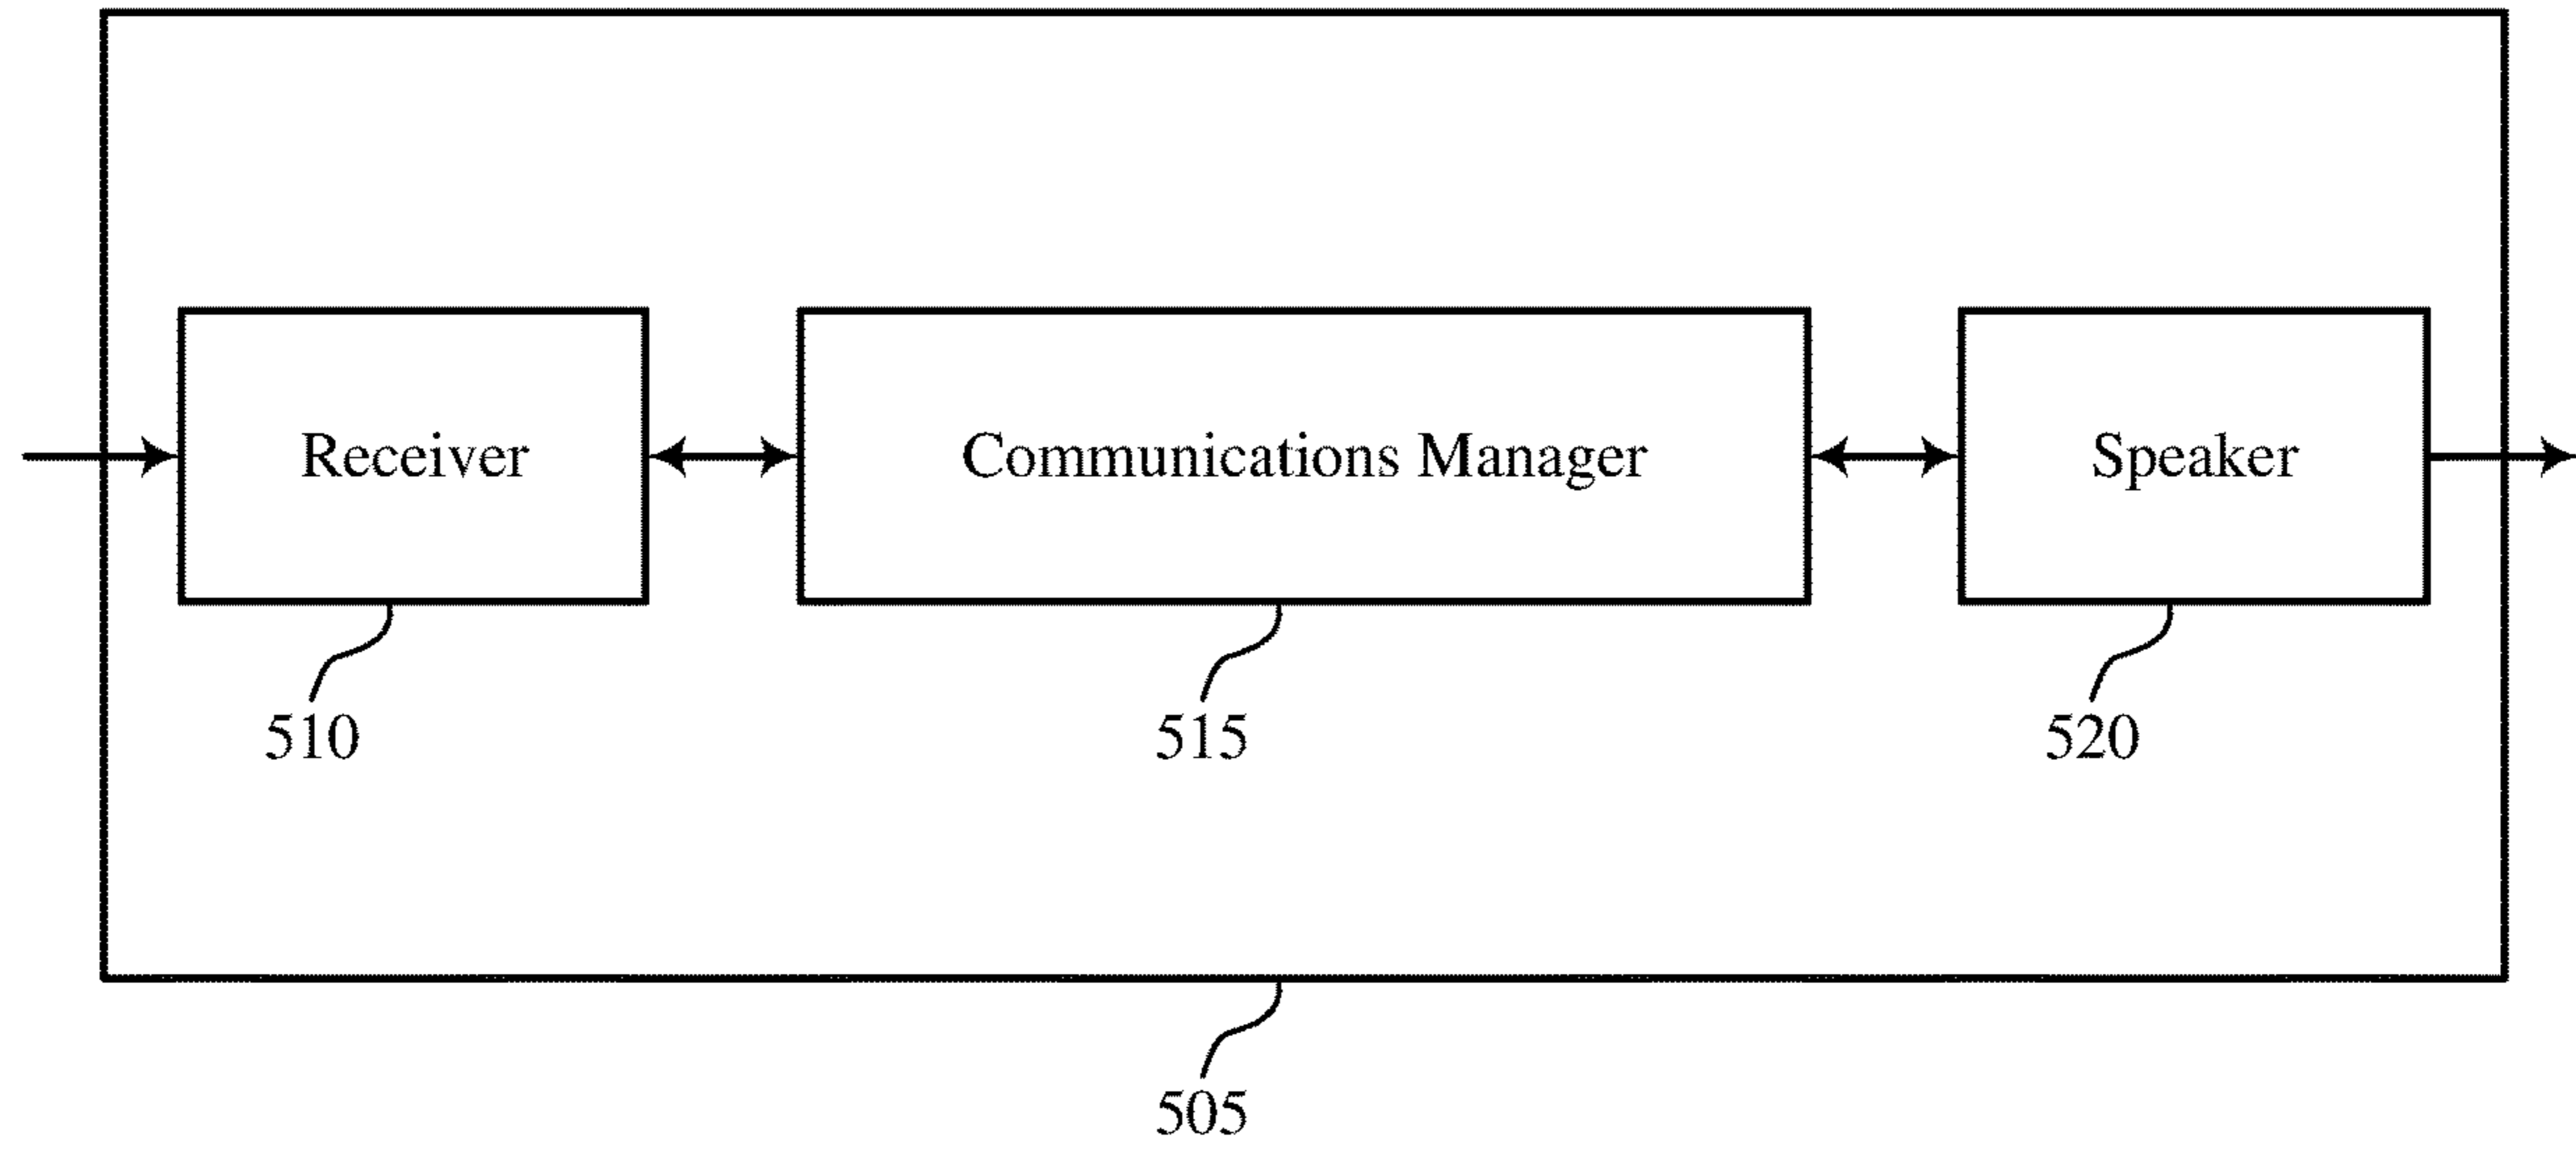 Receiver
Communications Manager
Speaker
510
515
520
505